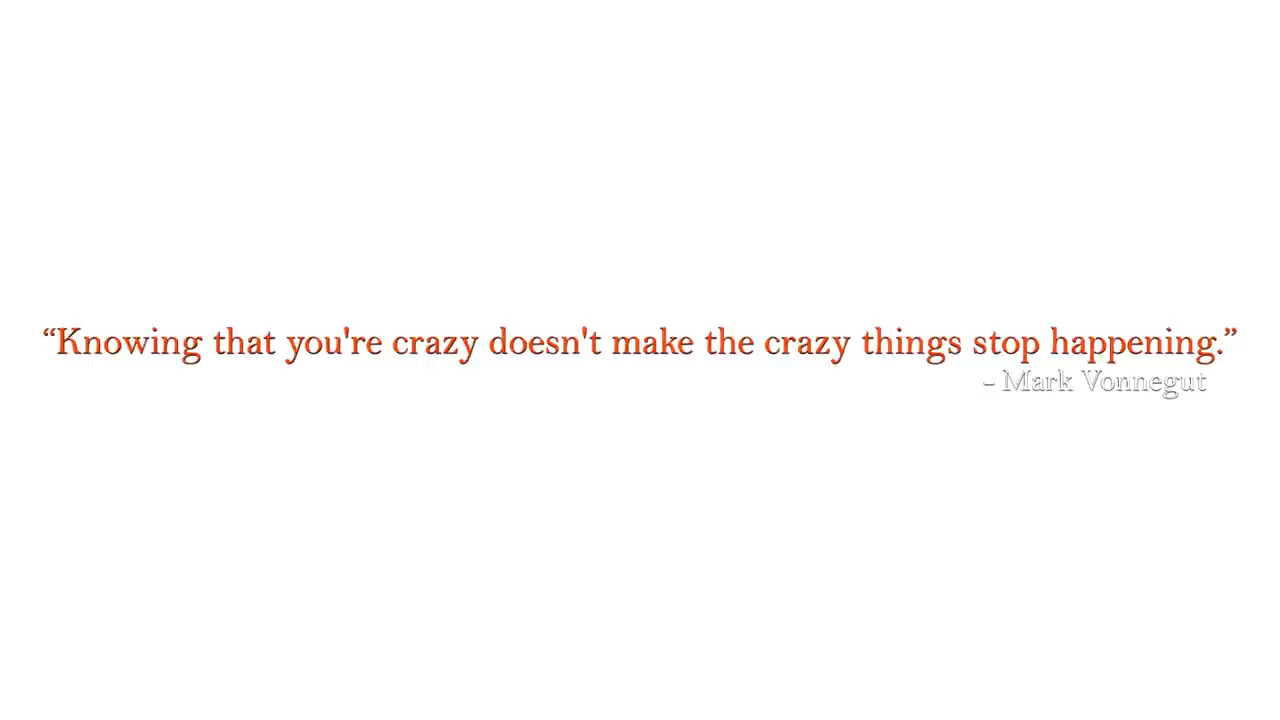 “Knowing that you're crazy doesn't make the crazy things stop happening.”
- Mark Vonnegut